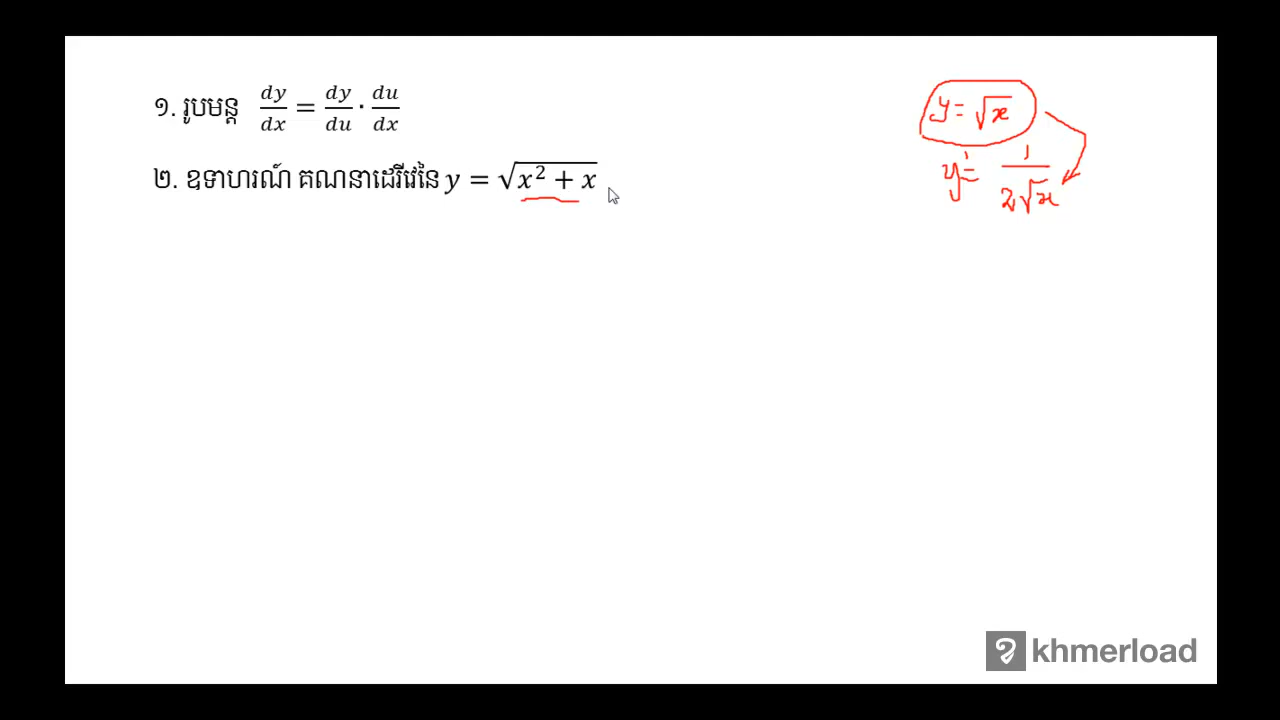 ១. រូបមន្ត dy/dx = dy/du · du/dx
២. ឧទាហរណ៍ គណនាដេរីវេនៃ y = √(x² + x)
y = √x
y' = 1/(2√x)
khmerload